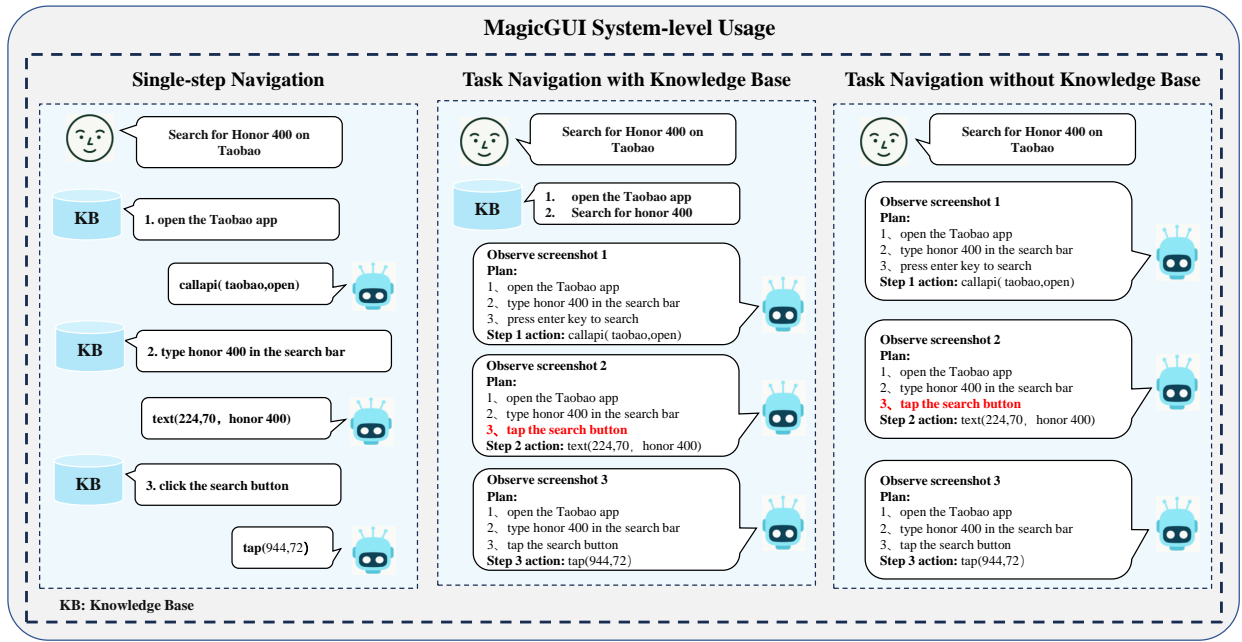 MagicGUI System-level Usage
Single-step Navigation
Search for Honor 400 on
Taobao
KB
1. open the Taobao app
callapi( taobao,open)
KB
2. type honor 400 in the search bar
text(224,70，honor 400)
KB
3. click the search button
tap(944,72)
Task Navigation with Knowledge Base
Search for Honor 400 on
Taobao
KB
1. open the Taobao app
2. Search for honor 400
Observe screenshot 1
Plan:
1、open the Taobao app
2、type honor 400 in the search bar
3、press enter key to search
Step 1 action: callapi( taobao,open)
Observe screenshot 2
Plan:
1、open the Taobao app
2、type honor 400 in the search bar
3、tap the search button
Step 2 action: text(224,70，honor 400)
Observe screenshot 3
Plan:
1、open the Taobao app
2、type honor 400 in the search bar
3、tap the search button
Step 3 action: tap(944,72）
Task Navigation without Knowledge Base
Search for Honor 400 on
Taobao
Observe screenshot 1
Plan:
1、open the Taobao app
2、type honor 400 in the search bar
3、press enter key to search
Step 1 action: callapi( taobao,open)
Observe screenshot 2
Plan:
1、open the Taobao app
2、type honor 400 in the search bar
3、tap the search button
Step 2 action: text(224,70，honor 400)
Observe screenshot 3
Plan:
1、open the Taobao app
2、type honor 400 in the search bar
3、tap the search button
Step 3 action: tap(944,72）
KB: Knowledge Base